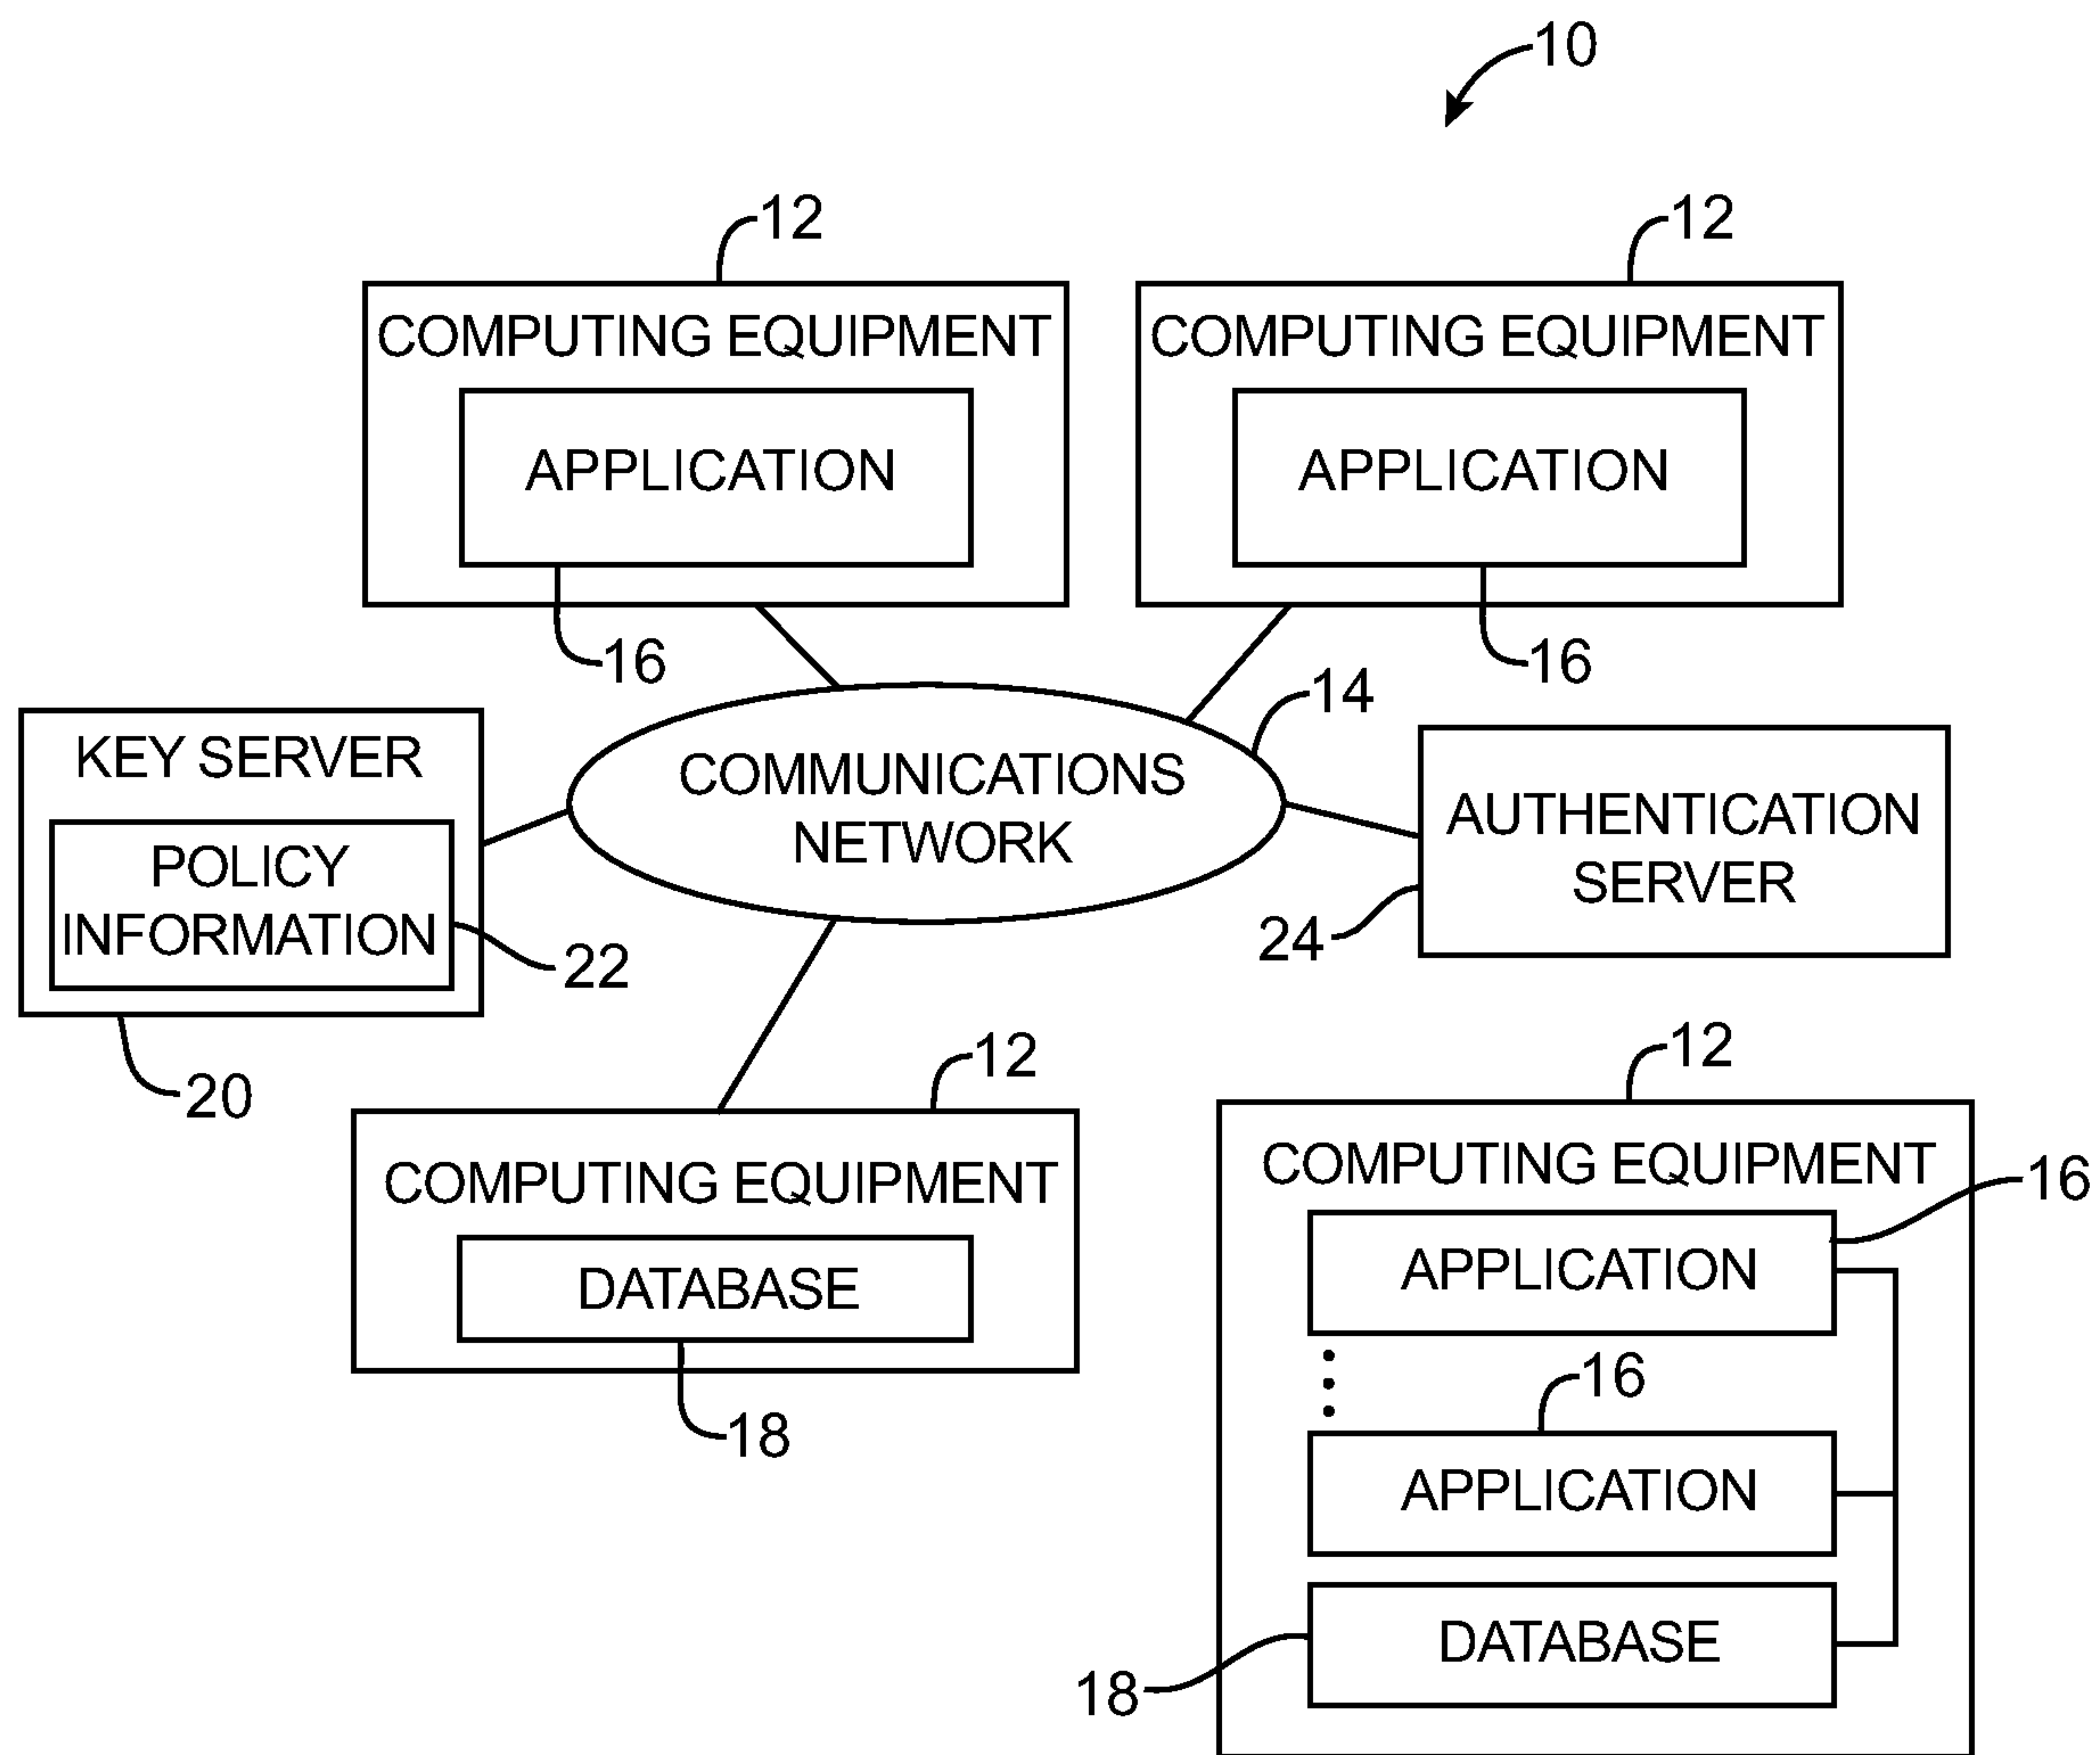 10
12
12
COMPUTING EQUIPMENT
COMPUTING EQUIPMENT
APPLICATION
APPLICATION
16
16
14
KEY SERVER
POLICY
INFORMATION
22
20
COMMUNICATIONS
NETWORK
AUTHENTICATION
SERVER
24
12
COMPUTING EQUIPMENT
DATABASE
18
12
COMPUTING EQUIPMENT
16
APPLICATION
16
APPLICATION
DATABASE
18